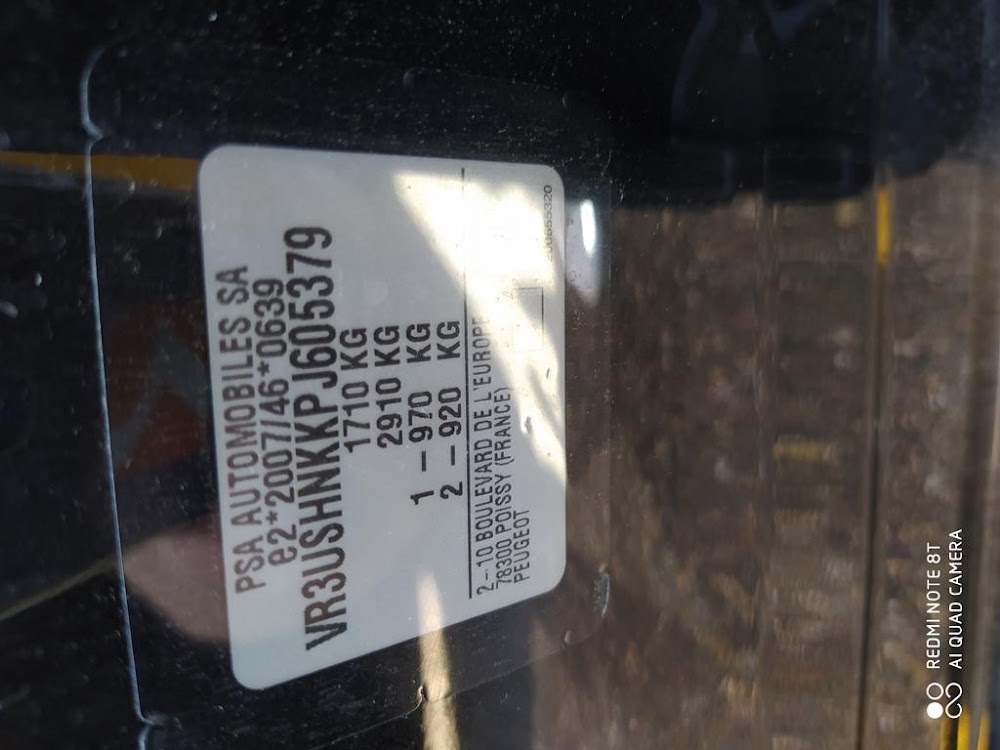 PSA AUTOMOBILES SA
e2*2007/46*0639
VR3USHNKKPJ605379
1710 KG
2910 KG
1 – 970 KG
2 – 920 KG
2–10 BOULEVARD DE L'EUROPE
78300 POISSY (FRANCE)
PEUGEOT
REDMI NOTE 8T
AI QUAD CAMERA